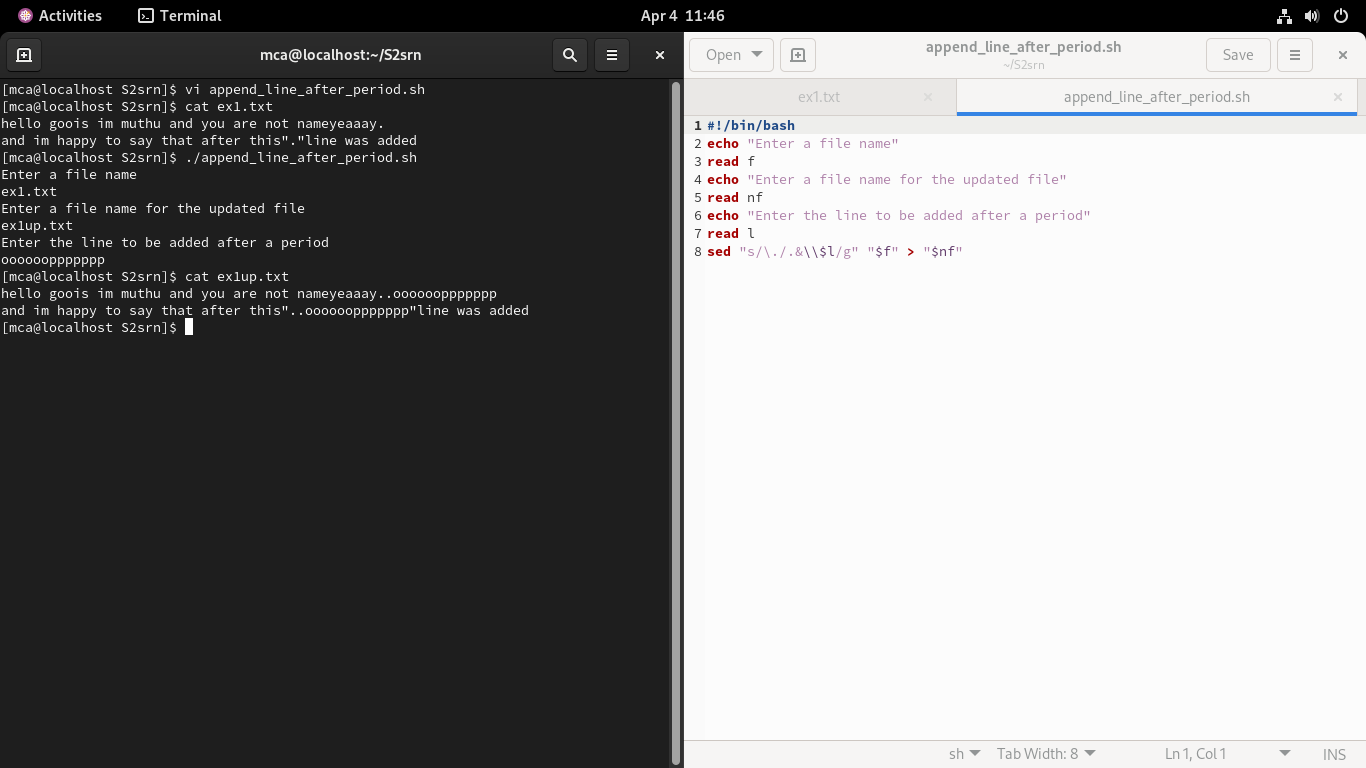 Activities Terminal Apr 4 11:46
mca@localhost:~/S2srn
[mca@localhost S2srn]$ vi append_line_after_period.sh
[mca@localhost S2srn]$ cat ex1.txt
hello goois im muthu and you are not nameyeaaay.
and im happy to say that after this"."line was added
[mca@localhost S2srn]$ ./append_line_after_period.sh
Enter a file name
ex1.txt
Enter a file name for the updated file
ex1up.txt
Enter the line to be added after a period
ooooooppppppp
[mca@localhost S2srn]$ cat ex1up.txt
hello goois im muthu and you are not nameyeaaay..ooooooppppppp
and im happy to say that after this"..ooooooppppppp"line was added
[mca@localhost S2srn]$
Open append_line_after_period.sh Save
~/S2srn
ex1.txt append_line_after_period.sh
1 #!/bin/bash
2 echo "Enter a file name"
3 read f
4 echo "Enter a file name for the updated file"
5 read nf
6 echo "Enter the line to be added after a period"
7 read l
8 sed "s/\./.&\\$l/g" "$f" > "$nf"
sh Tab Width: 8 Ln 1, Col 1 INS